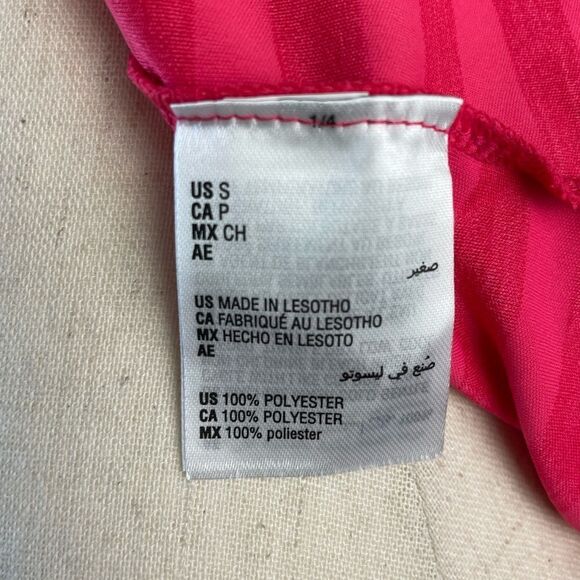 1/4
US S
CA P
MX CH
AE
صغير
US MADE IN LESOTHO
CA FABRIQUÉ AU LESOTHO
MX HECHO EN LESOTO
AE
صُنع في ليسوتو
US 100% POLYESTER
CA 100% POLYESTER
MX 100% poliester